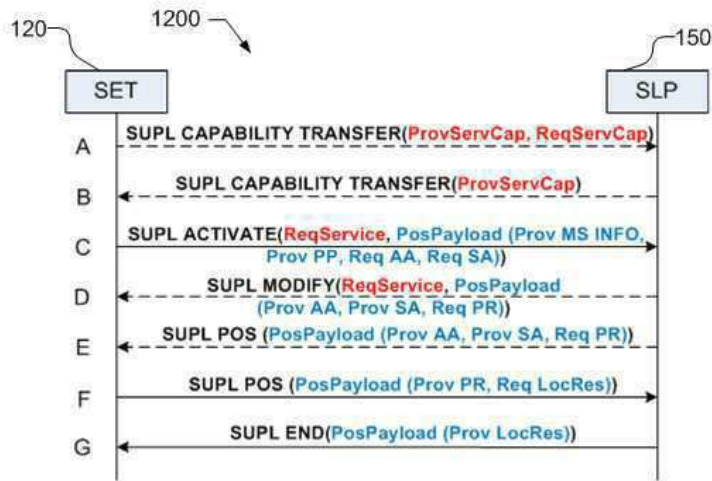 120
1200
150
SET
SLP
A
SUPL CAPABILITY TRANSFER(ProvServCap, ReqServCap)
B
SUPL CAPABILITY TRANSFER(ProvServCap)
C
SUPL ACTIVATE(ReqService, PosPayload (Prov MS INFO,
Prov PP, Req AA, Req SA))
D
SUPL MODIFY(ReqService, PosPayload
(Prov AA, Prov SA, Req PR))
E
SUPL POS (PosPayload (Prov AA, Prov SA, Req PR))
F
SUPL POS (PosPayload (Prov PR, Req LocRes))
G
SUPL END(PosPayload (Prov LocRes))